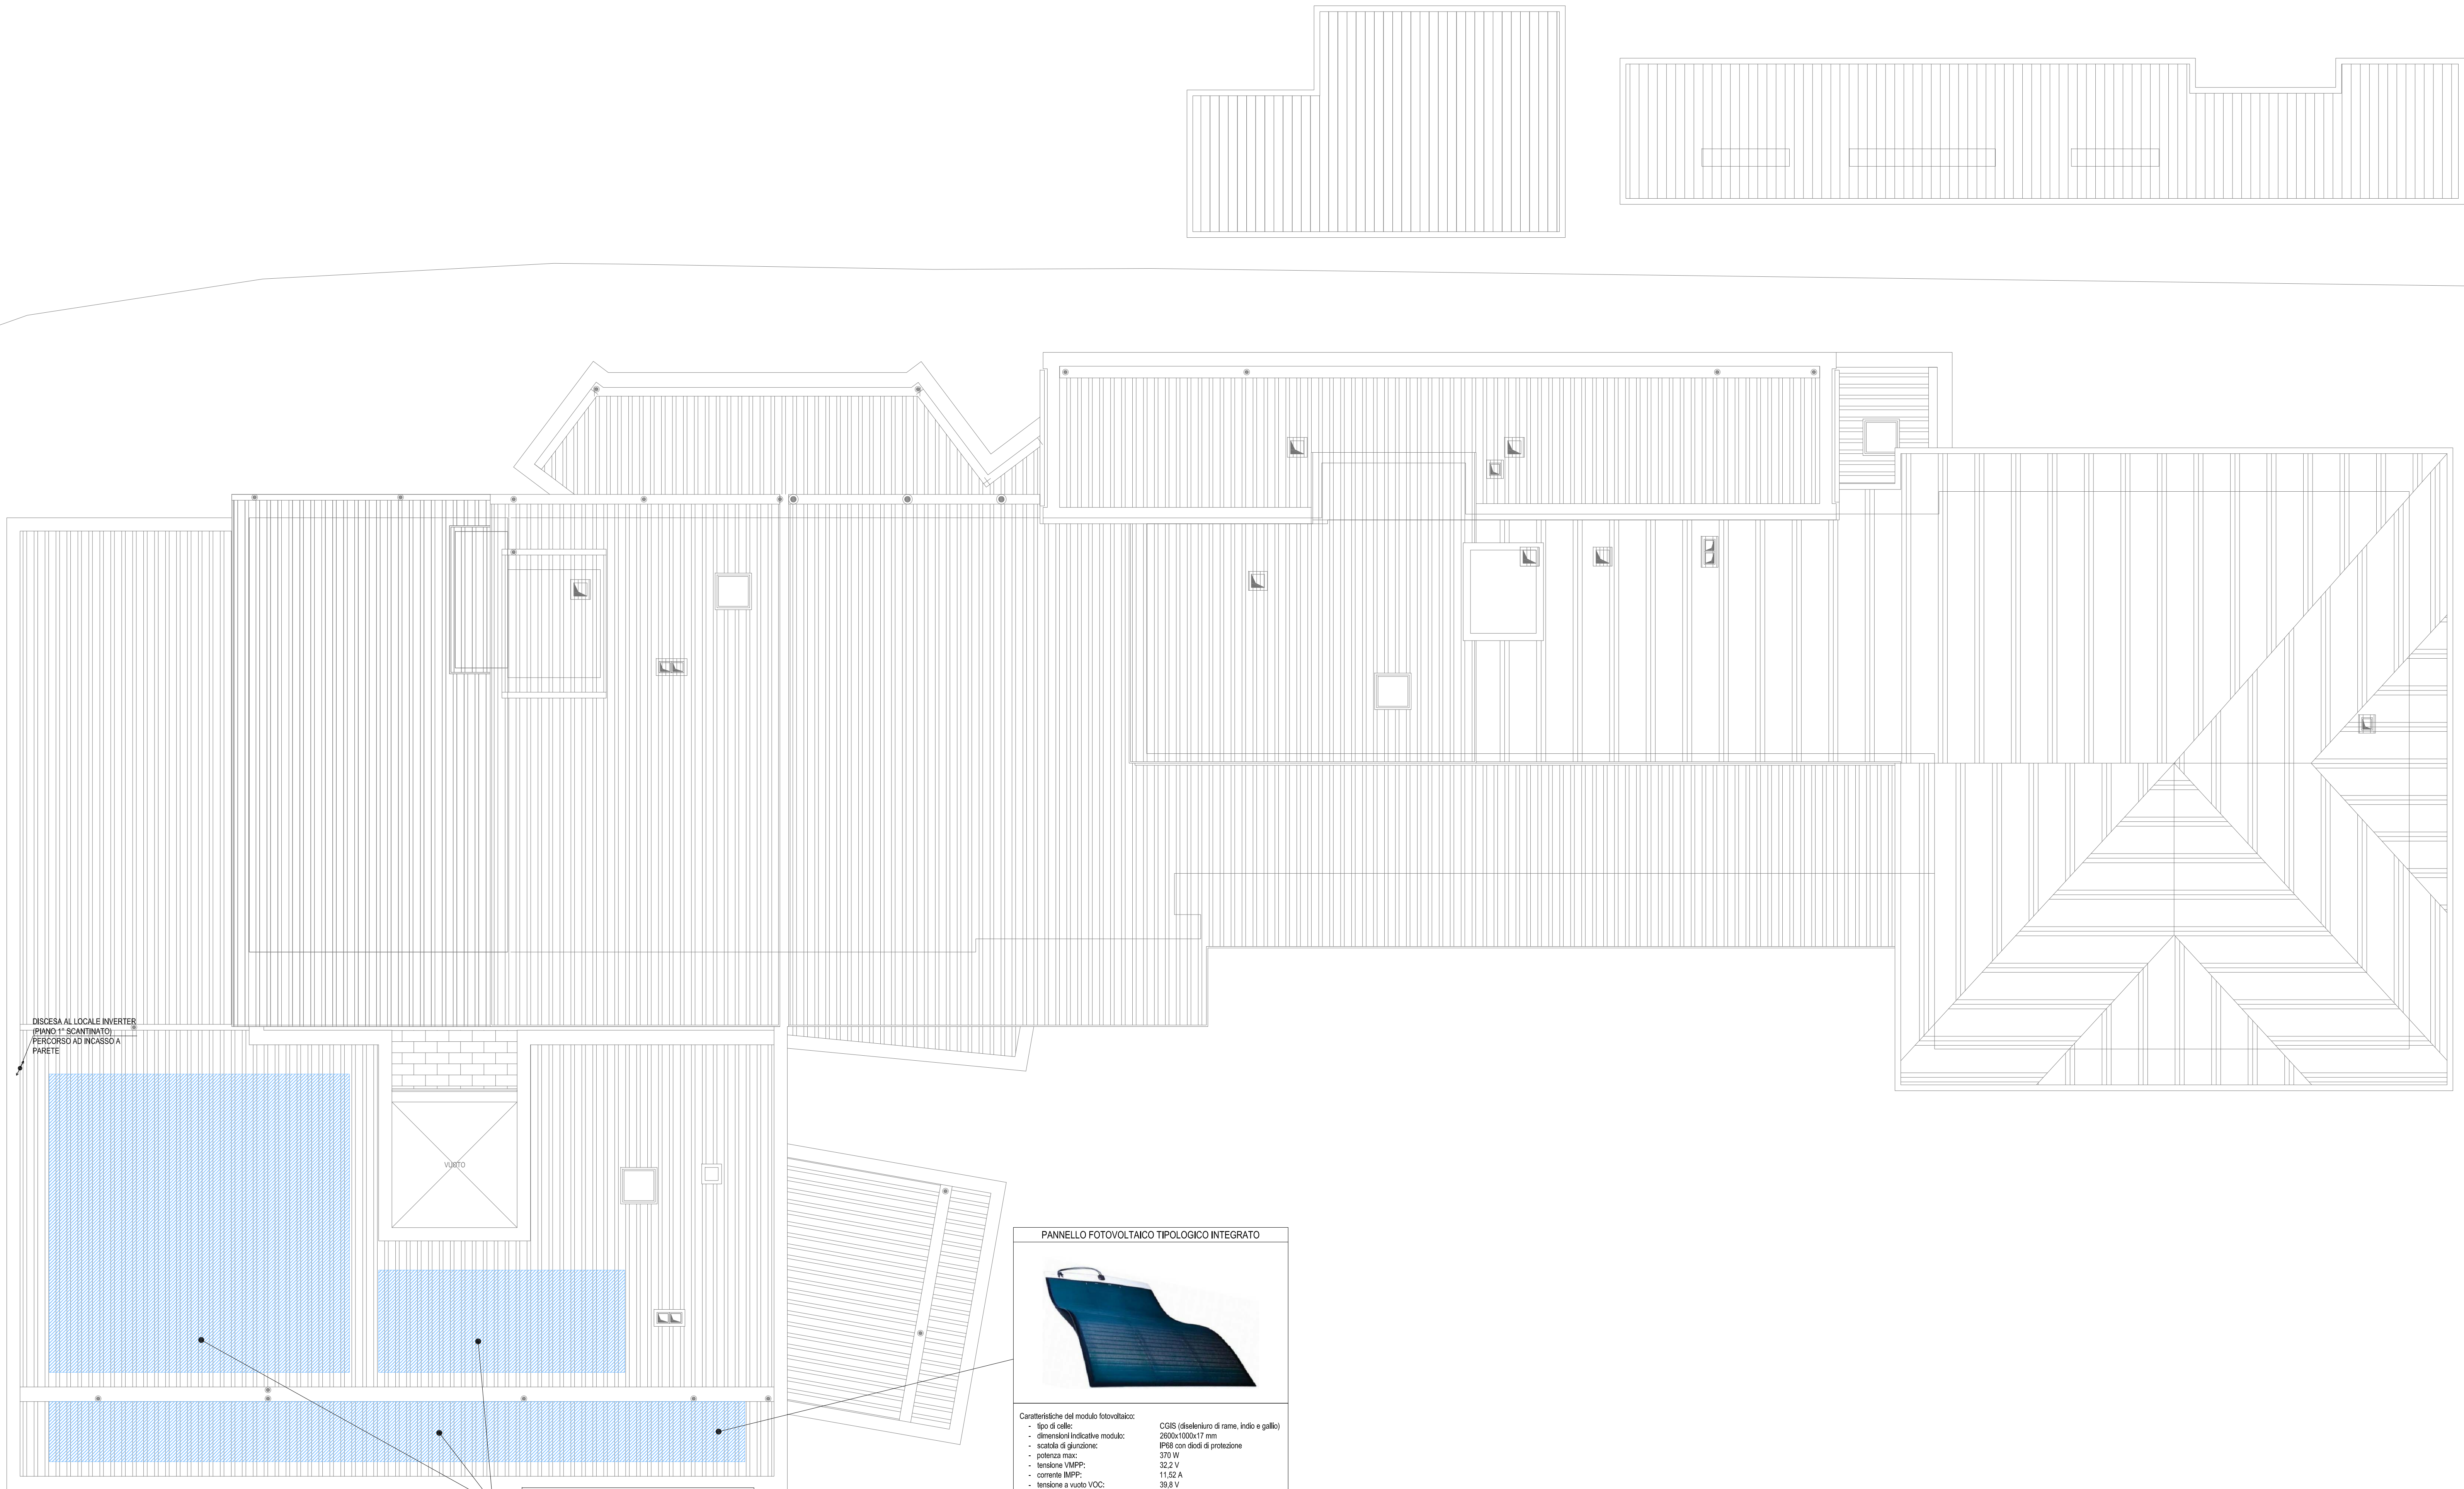 DISCESA AL LOCALE INVERTER
(PIANO 1° SCANTINATO)
PERCORSO AD INCASSO A
PARETE
VUOTO
PANNELLO FOTOVOLTAICO TIPOLOGICO INTEGRATO
Caratteristiche del modulo fotovoltaico:
- tipo di celle: CGIS (diseleniuro di rame, indio e gallio)
- dimensioni indicative modulo: 2600x1000x17 mm
- scatola di giunzione: IP68 con diodi di protezione
- potenza max: 370 W
- tensione VMPP: 32,2 V
- corrente IMPP: 11,52 A
- tensione a vuoto VOC: 39,8 V